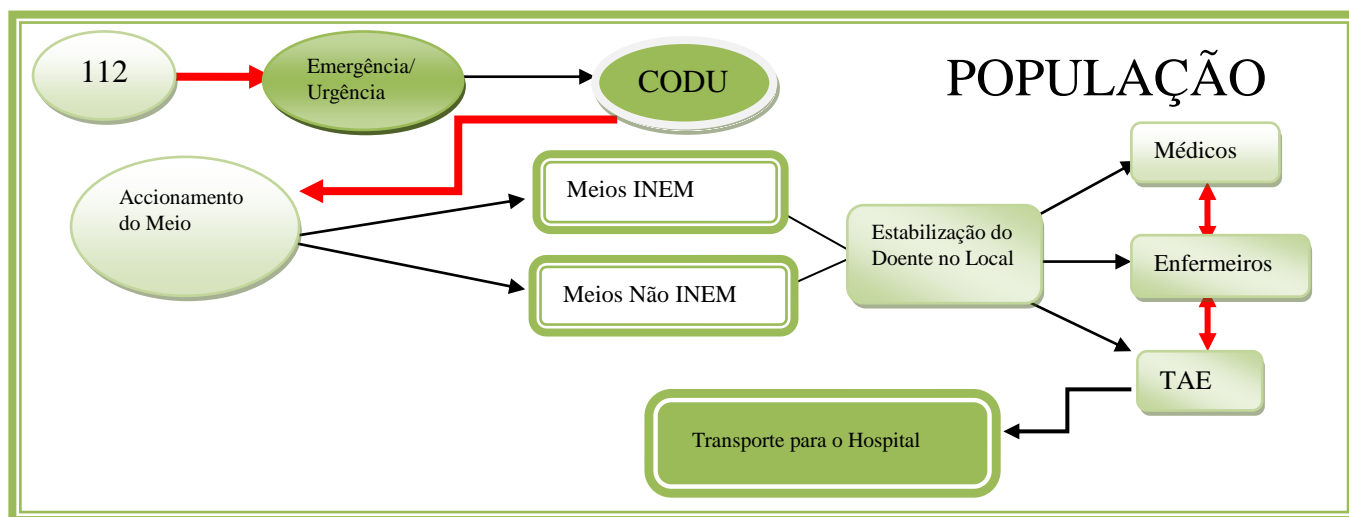 112
Emergência/
Urgência
CODU
POPULAÇÃO
Accionamento
do Meio
Meios INEM
Meios Não INEM
Estabilização do
Doente no Local
Médicos
Enfermeiros
TAE
Transporte para o Hospital